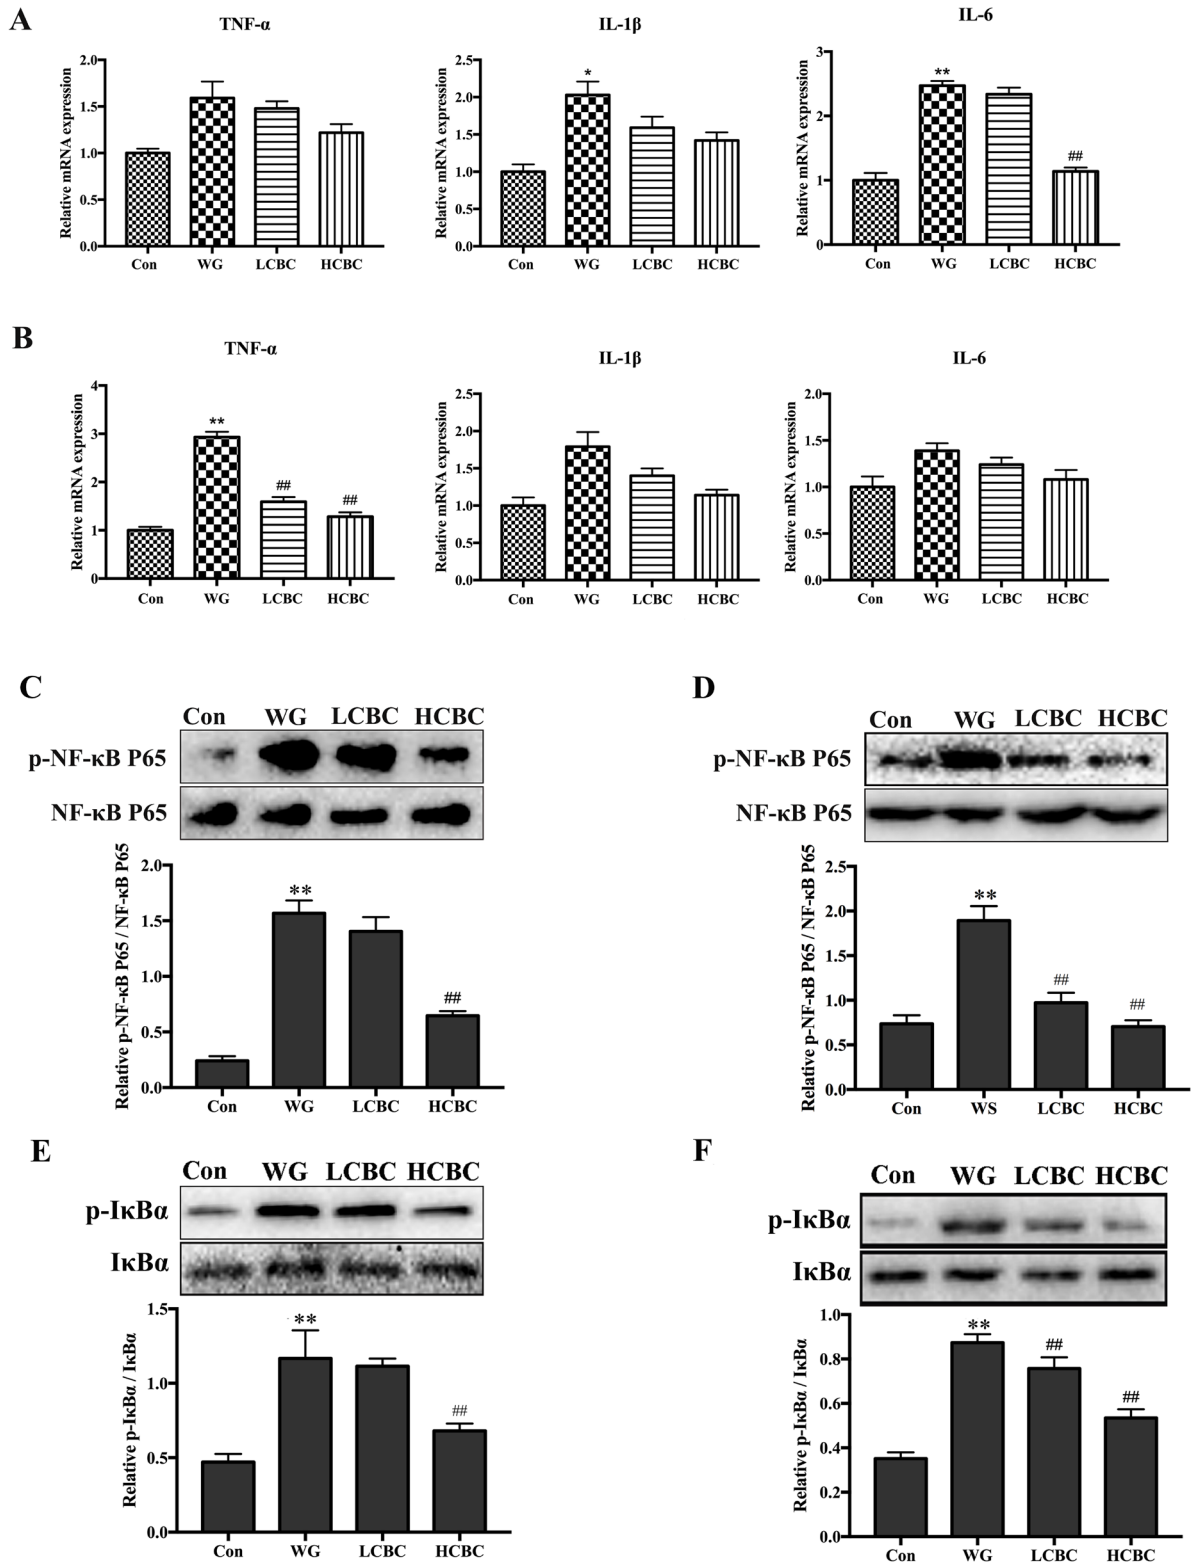 A
TNF-α
Relative mRNA expression
2.0
1.5
1.0
0.5
0.0
Con WG LCBC HCBC
IL-1β
Relative mRNA expression
2.5
2.0
1.5
1.0
0.5
0.0
*
Con WG LCBC HCBC
IL-6
Relative mRNA expression
3
2
1
0
**
##
Con WG LCBC HCBC
B
TNF-α
Relative mRNA expression
4
3
2
1
0
**
##
##
Con WG LCBC HCBC
IL-1β
Relative mRNA expression
2.5
2.0
1.5
1.0
0.5
0.0
Con WG LCBC HCBC
IL-6
Relative mRNA expression
2.0
1.5
1.0
0.5
0.0
Con WG LCBC HCBC
C
Con WG LCBC HCBC
p-NF-κB P65
NF-κB P65
Relative p-NF-κB P65 / NF-κB P65
2.0
1.5
1.0
0.5
0.0
**
##
Con WG LCBC HCBC
D
Con WG LCBC HCBC
p-NF-κB P65
NF-κB P65
Relative p-NF-κB P65 / NF-κB P65
2.5
2.0
1.5
1.0
0.5
0.0
**
##
##
Con WS LCBC HCBC
E
Con WG LCBC HCBC
p-IκBα
IκBα
Relative p-IκBα / IκBα
1.5
1.0
0.5
0.0
**
##
Con WG LCBC HCBC
F
Con WG LCBC HCBC
p-IκBα
IκBα
Relative p-IκBα / IκBα
1.0
0.8
0.6
0.4
0.2
0.0
**
##
##
Con WG LCBC HCBC